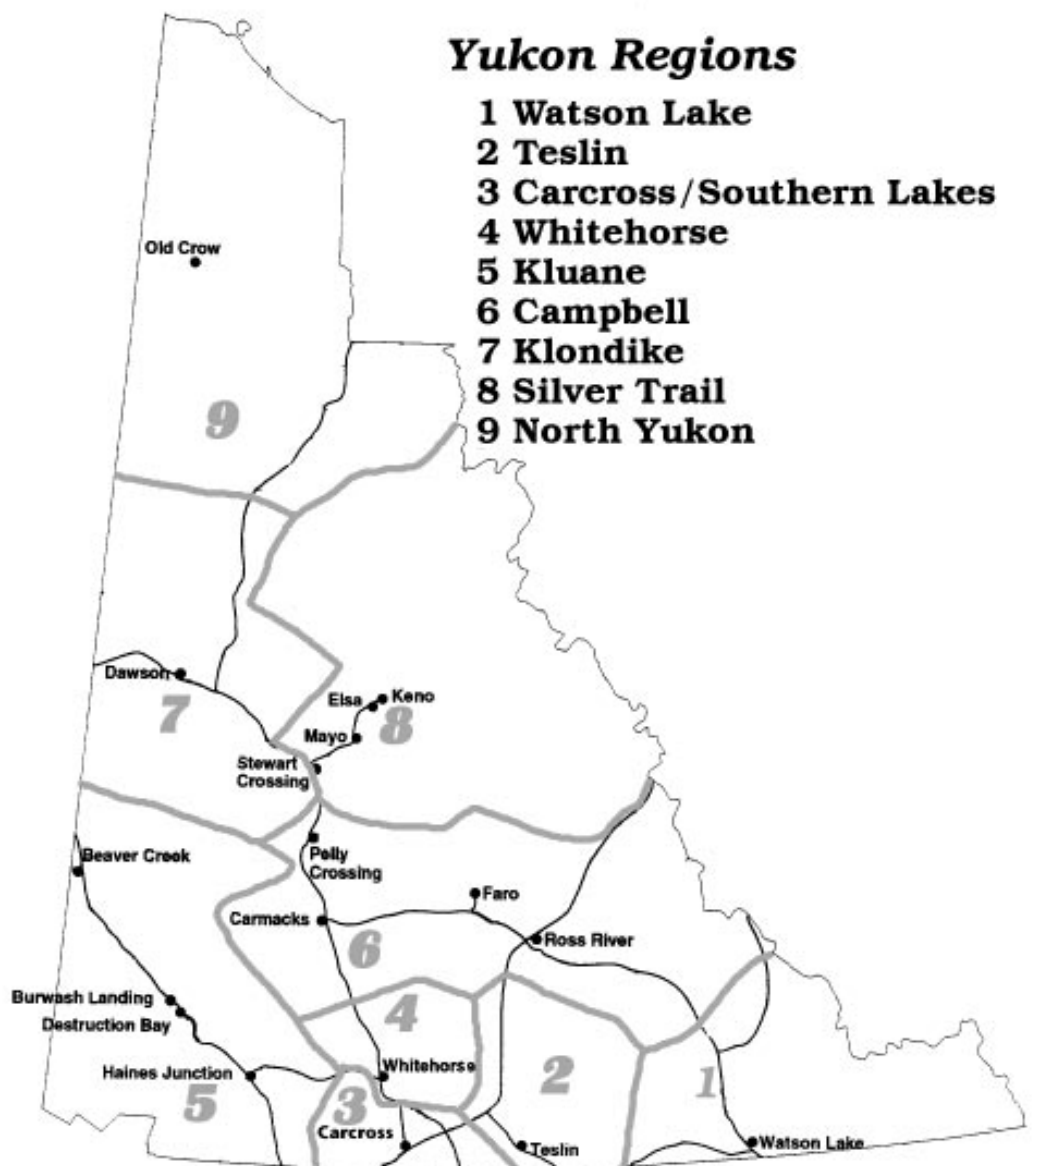 Yukon Regions
1 Watson Lake
2 Teslin
3 Carcross/Southern Lakes
4 Whitehorse
5 Kluane
6 Campbell
7 Klondike
8 Silver Trail
9 North Yukon
Old Crow
9
Dawson
7
Elsa
Keno
8
Mayo
Stewart
Crossing
Beaver Creek
Pelly
Crossing
Faro
Carmacks
Ross River
6
Burwash Landing
Destruction Bay
4
Haines Junction
Whitehorse
5
3
2
1
Carcross
Teslin
Watson Lake